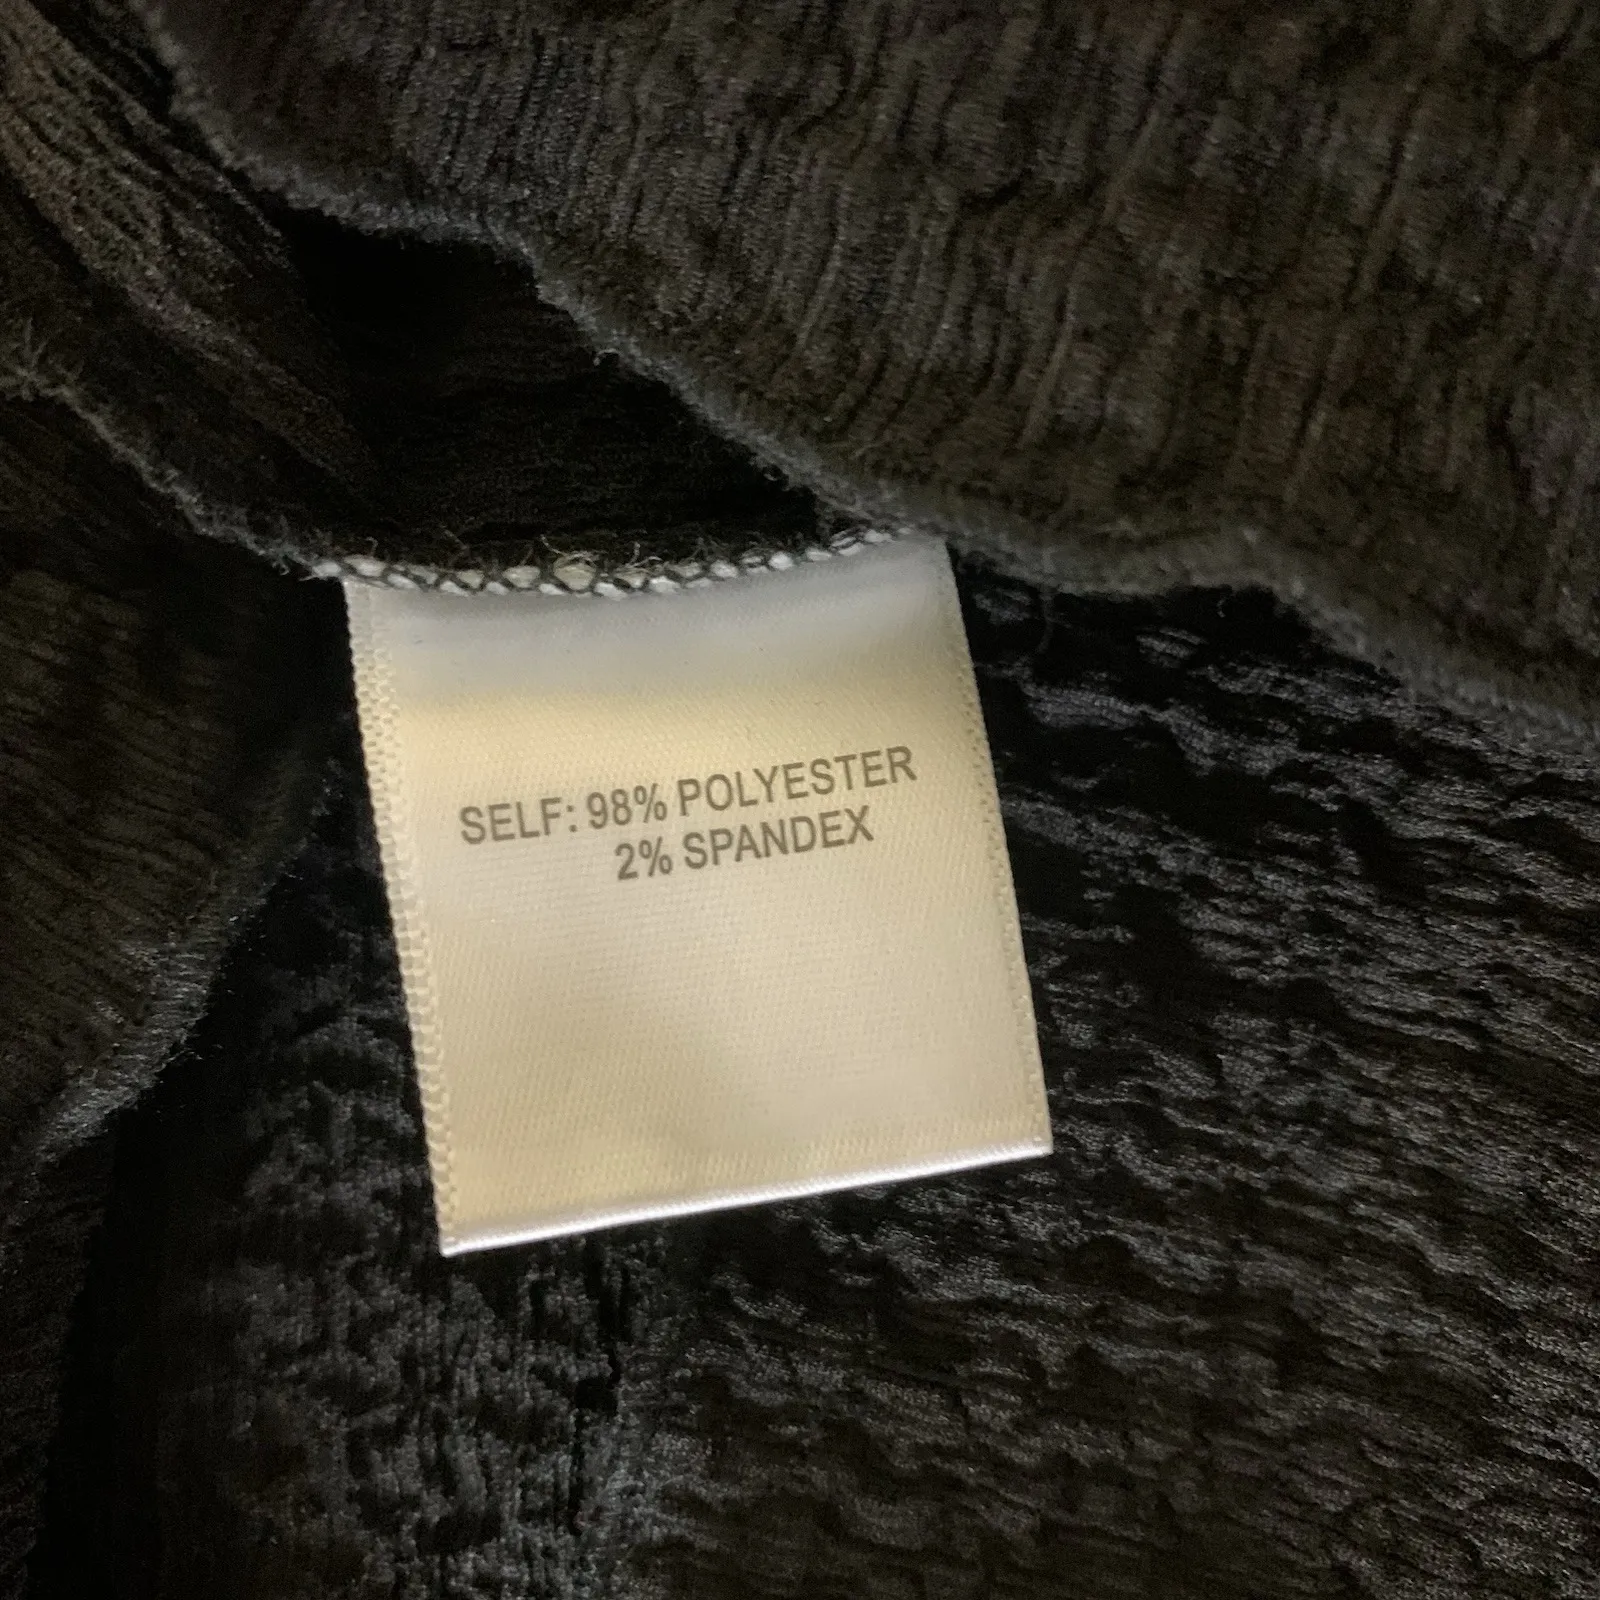 SELF: 98% POLYESTER
2% SPANDEX